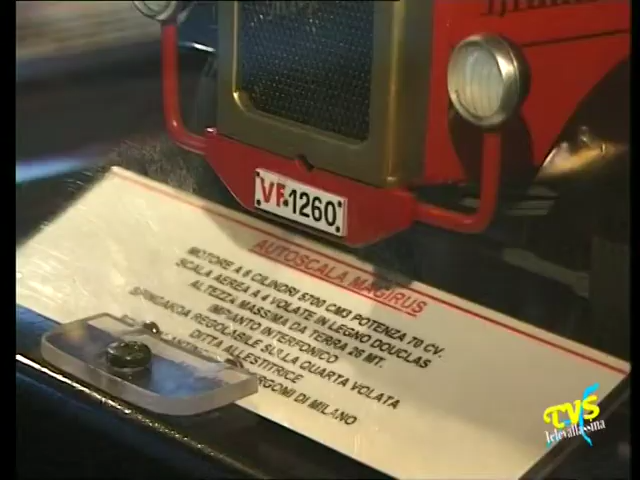 VF 1260.
AUTOSCALA MAGIRUS
MOTORE A 6 CILINDRI 5700 CM3 POTENZA 70 CV.
SCALA AEREA A 4 VOLATE IN LEGNO DOUGLAS
ALTEZZA MASSIMA DA TERRA 26 MT.
IMPIANTO INTERFONICO
SPINGARDA REGOLABILE SULLA QUARTA VOLATA
DITTA ALLESTITRICE
DI MILANO
TVS
Televallassina